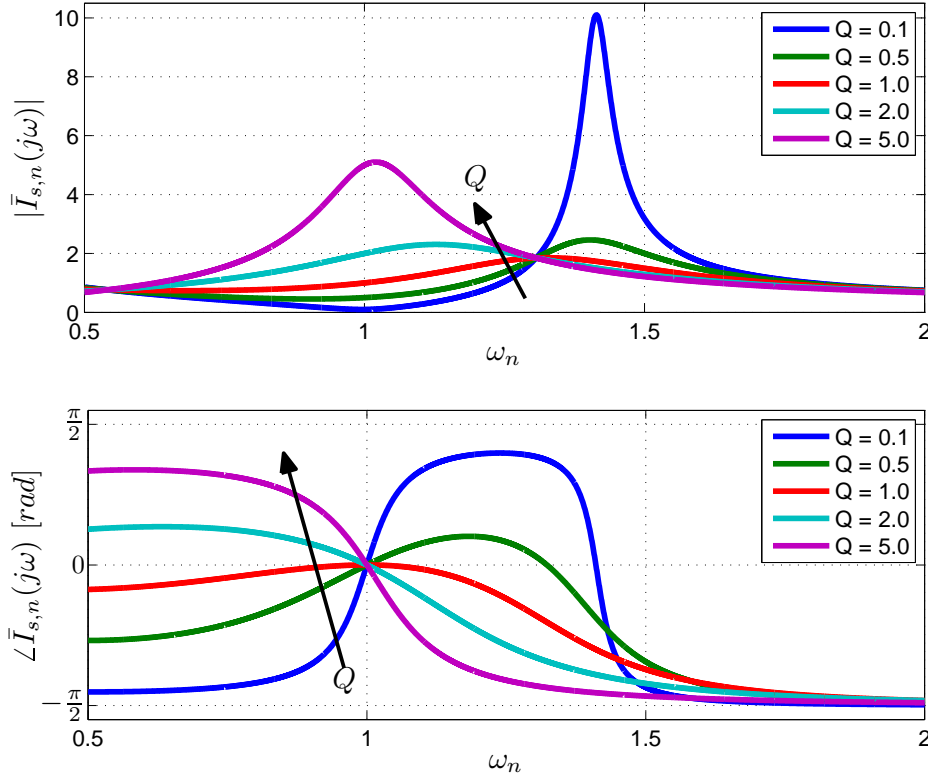 |Ī_{s,n}(jω)|
10
8
6
4
2
0
0.5
1
1.5
2
ω_n
Q
Q = 0.1
Q = 0.5
Q = 1.0
Q = 2.0
Q = 5.0
∠Ī_{s,n}(jω) [rad]
π/2
0
−π/2
0.5
1
1.5
2
ω_n
Q
Q = 0.1
Q = 0.5
Q = 1.0
Q = 2.0
Q = 5.0